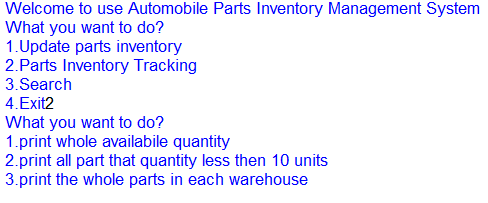 Welcome to use Automobile Parts Inventory Management System
What you want to do?
1.Update parts inventory
2.Parts Inventory Tracking
3.Search
4.Exit2
What you want to do?
1.print whole availabile quantity
2.print all part that quantity less then 10 units
3.print the whole parts in each warehouse